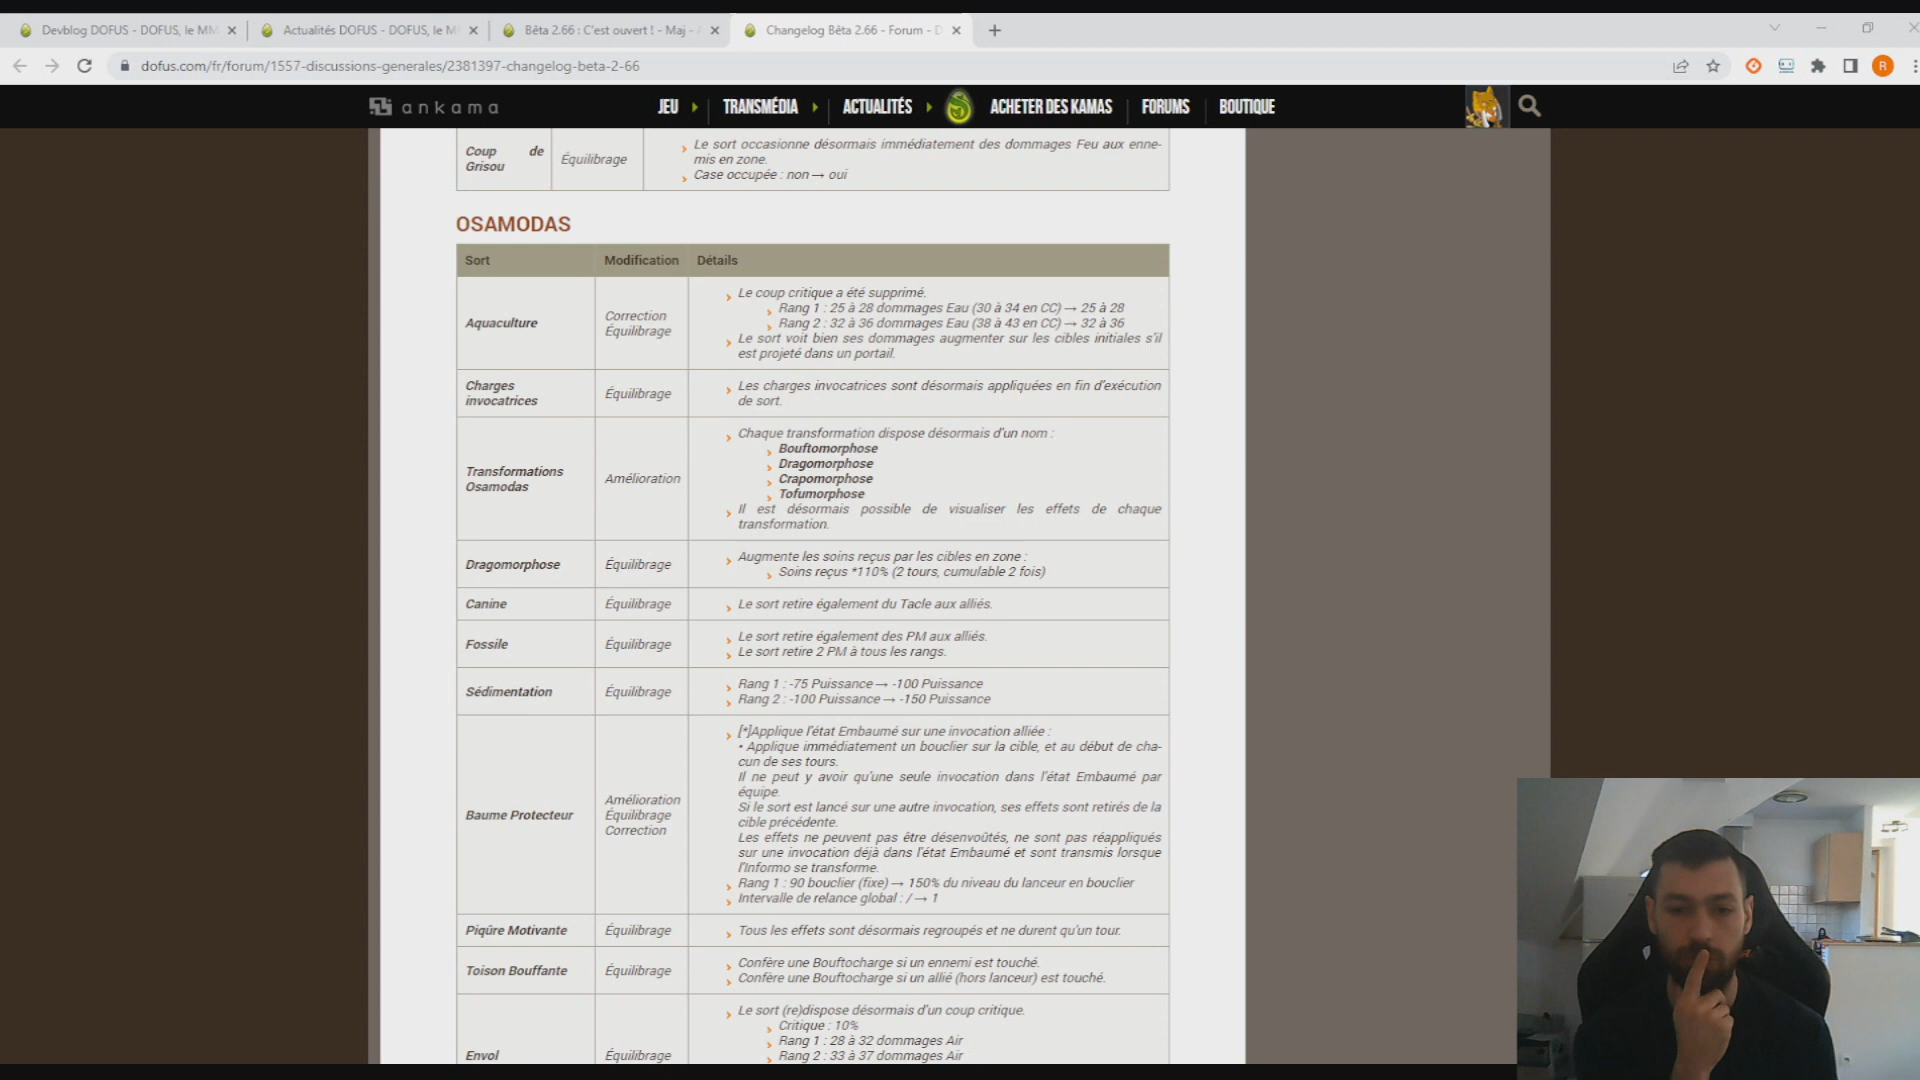 Devblog DOFUS - DOFUS, le MM
Actualités DOFUS - DOFUS, le M
Bêta 2.66 : C'est ouvert ! - Maj -
Changelog Bêta 2.66 - Forum - D
dofus.com/fr/forum/1557-discussions-generales/2381397-changelog-beta-2-66
R
ankama
JEU
TRANSMÉDIA
ACTUALITÉS
ACHETER DES KAMAS
FORUMS
BOUTIQUE
Coup de
Grisou
Équilibrage
Le sort occasionne désormais immédiatement des dommages Feu aux enne-
mis en zone.
Case occupée : non → oui
OSAMODAS
Sort
Modification
Détails
Aquaculture
Correction
Équilibrage
Le coup critique a été supprimé.
Rang 1 : 25 à 28 dommages Eau (30 à 34 en CC) → 25 à 28
Rang 2 : 32 à 36 dommages Eau (38 à 43 en CC) → 32 à 36
Le sort voit bien ses dommages augmenter sur les cibles initiales s'il
est projeté dans un portail.
Charges
invocatrices
Équilibrage
Les charges invocatrices sont désormais appliquées en fin d'exécution
de sort.
Transformations
Osamodas
Amélioration
Chaque transformation dispose désormais d'un nom :
Bouftomorphose
Dragomorphose
Crapomorphose
Tofumorphose
Il est désormais possible de visualiser les effets de chaque
transformation.
Dragomorphose
Équilibrage
Augmente les soins reçus par les cibles en zone :
Soins reçus *110% (2 tours, cumulable 2 fois)
Canine
Équilibrage
Le sort retire également du Tacle aux alliés.
Fossile
Équilibrage
Le sort retire également des PM aux alliés.
Le sort retire 2 PM à tous les rangs.
Sédimentation
Équilibrage
Rang 1 : -75 Puissance → -100 Puissance
Rang 2 : -100 Puissance → -150 Puissance
Baume Protecteur
Amélioration
Équilibrage
Correction
[*]Applique l'état Embaumé sur une invocation alliée :
• Applique immédiatement un bouclier sur la cible, et au début de cha-
cun de ses tours.
Il ne peut y avoir qu'une seule invocation dans l'état Embaumé par
équipe.
Si le sort est lancé sur une autre invocation, ses effets sont retirés de la
cible précédente.
Les effets ne peuvent pas être désenvoûtés, ne sont pas réappliqués
sur une invocation déjà dans l'état Embaumé et sont transmis lorsque
l'Informo se transforme.
Rang 1 : 90 bouclier (fixe) → 150% du niveau du lanceur en bouclier
Intervalle de relance global : / → 1
Piqûre Motivante
Équilibrage
Tous les effets sont désormais regroupés et ne durent qu'un tour.
Toison Bouffante
Équilibrage
Confère une Bouftocharge si un ennemi est touché.
Confère une Bouftocharge si un allié (hors lanceur) est touché.
Envol
Équilibrage
Le sort (re)dispose désormais d'un coup critique.
Critique : 10%
Rang 1 : 28 à 32 dommages Air
Rang 2 : 33 à 37 dommages Air